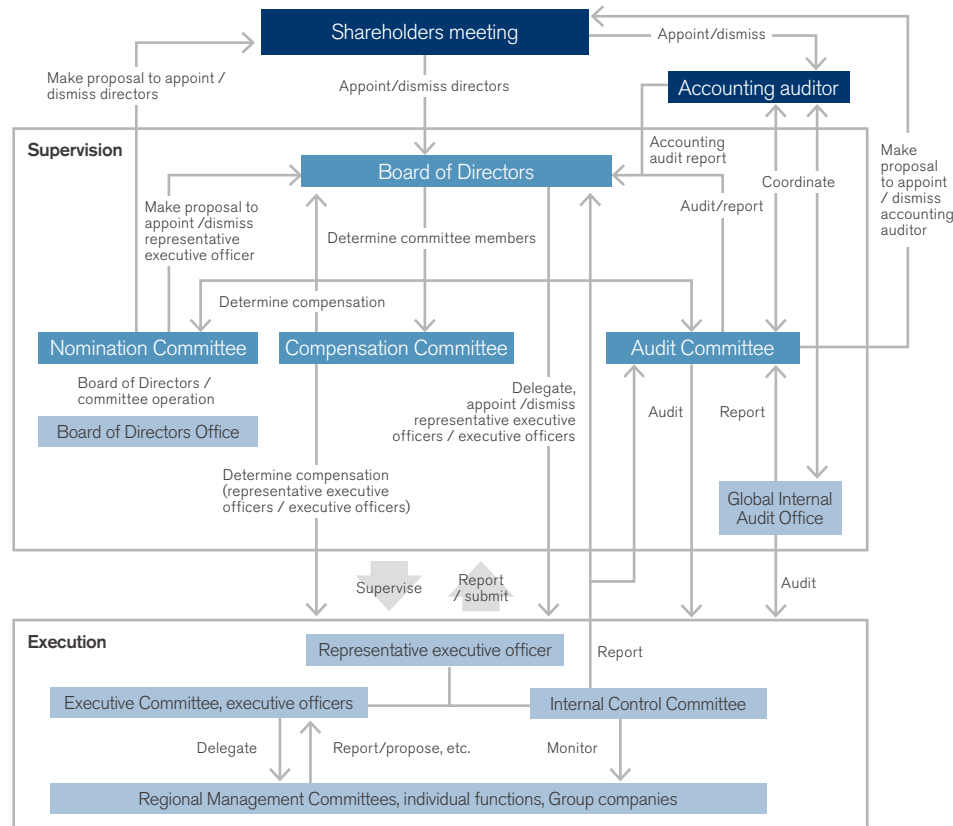 Shareholders meeting
Appoint/dismiss
Make proposal to appoint /
dismiss directors
Appoint/dismiss directors
Accounting auditor
Supervision
Accounting
audit report
Make
proposal
to appoint
/ dismiss
accounting
auditor
Board of Directors
Coordinate
Make proposal to
appoint /dismiss
representative
executive officer
Audit/report
Determine committee members
Determine compensation
Nomination Committee
Compensation Committee
Audit Committee
Board of Directors /
committee operation
Board of Directors Office
Delegate,
appoint /dismiss
representative executive
officers / executive officers
Audit
Report
Determine compensation
(representative executive
officers / executive officers)
Global Internal
Audit Office
Supervise
Report
/ submit
Audit
Execution
Representative executive officer
Report
Executive Committee, executive officers
Internal Control Committee
Delegate
Report/propose, etc.
Monitor
Regional Management Committees, individual functions, Group companies